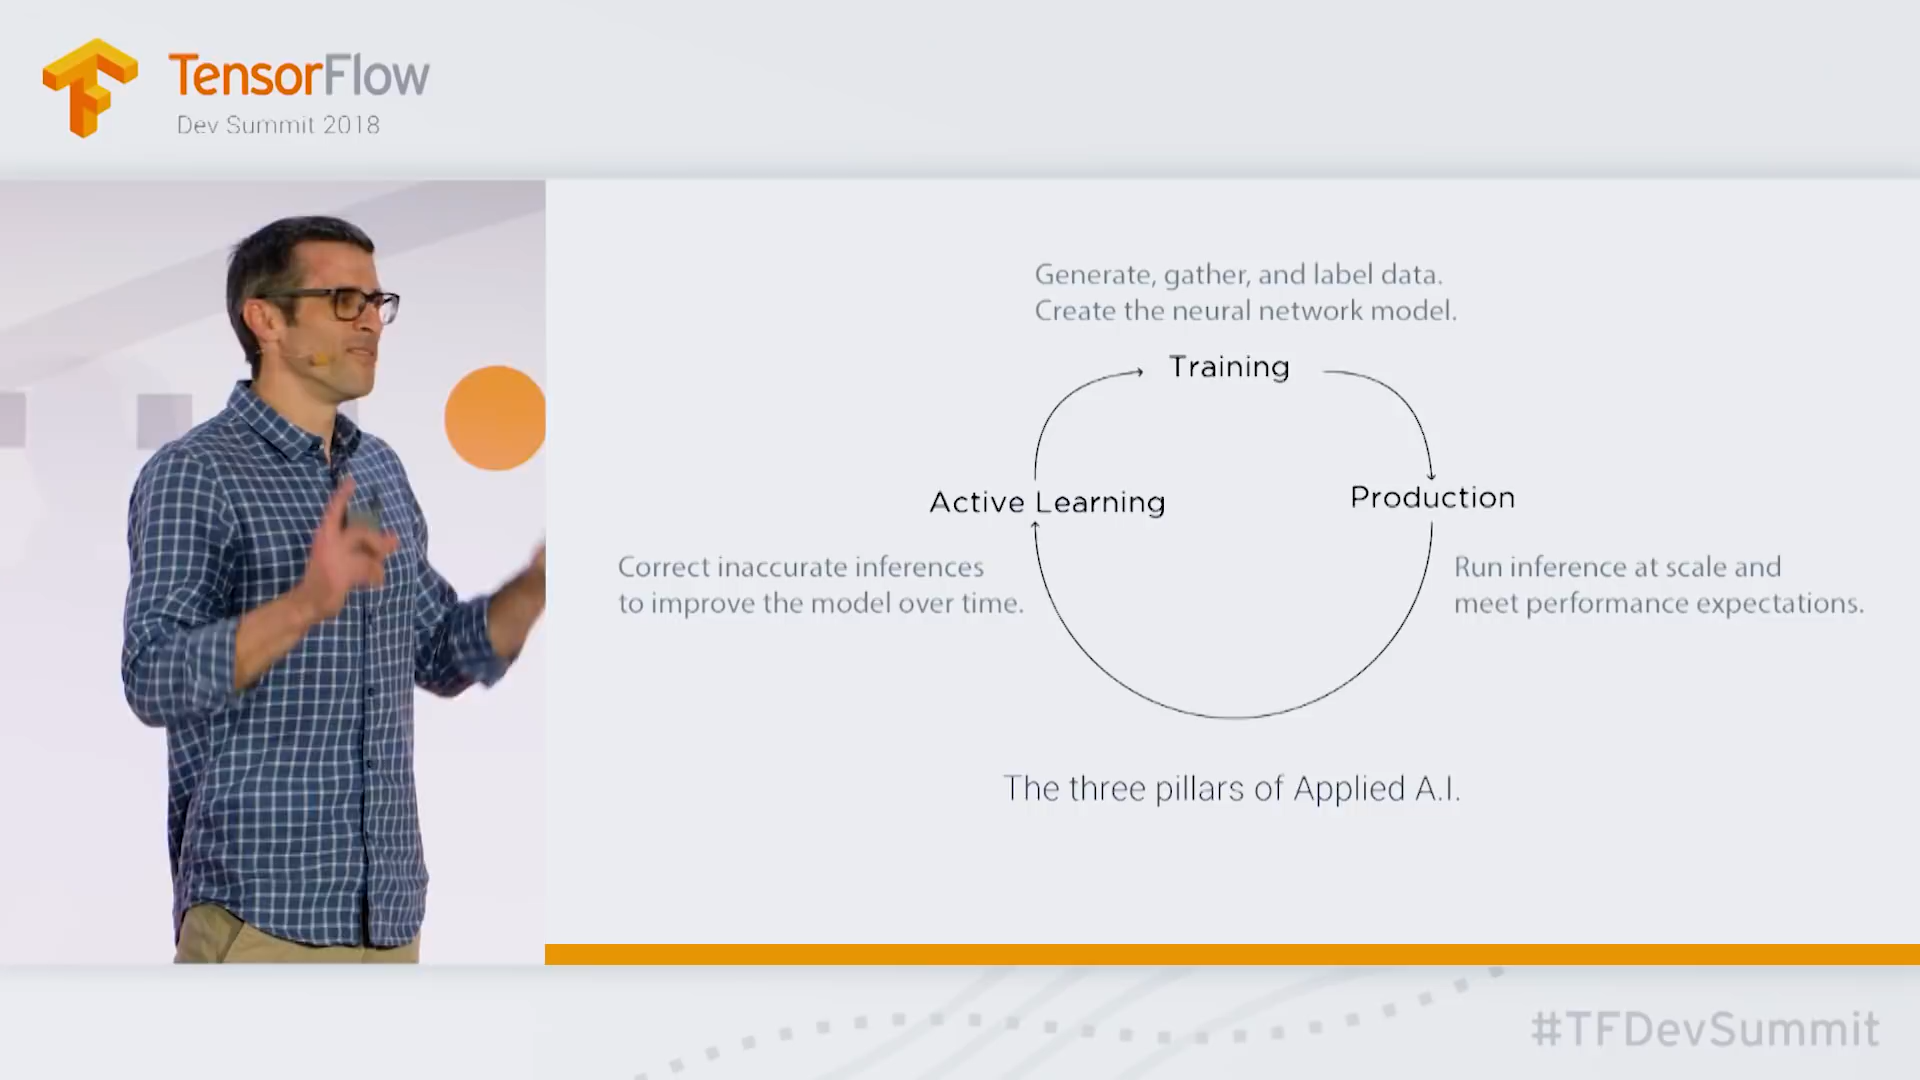 TensorFlow
Dev Summit 2018
Generate, gather, and label data.
Create the neural network model.
Training
Active Learning
Production
Correct inaccurate inferences
to improve the model over time.
Run inference at scale and
meet performance expectations.
The three pillars of Applied A.I.
#TFDevSummit